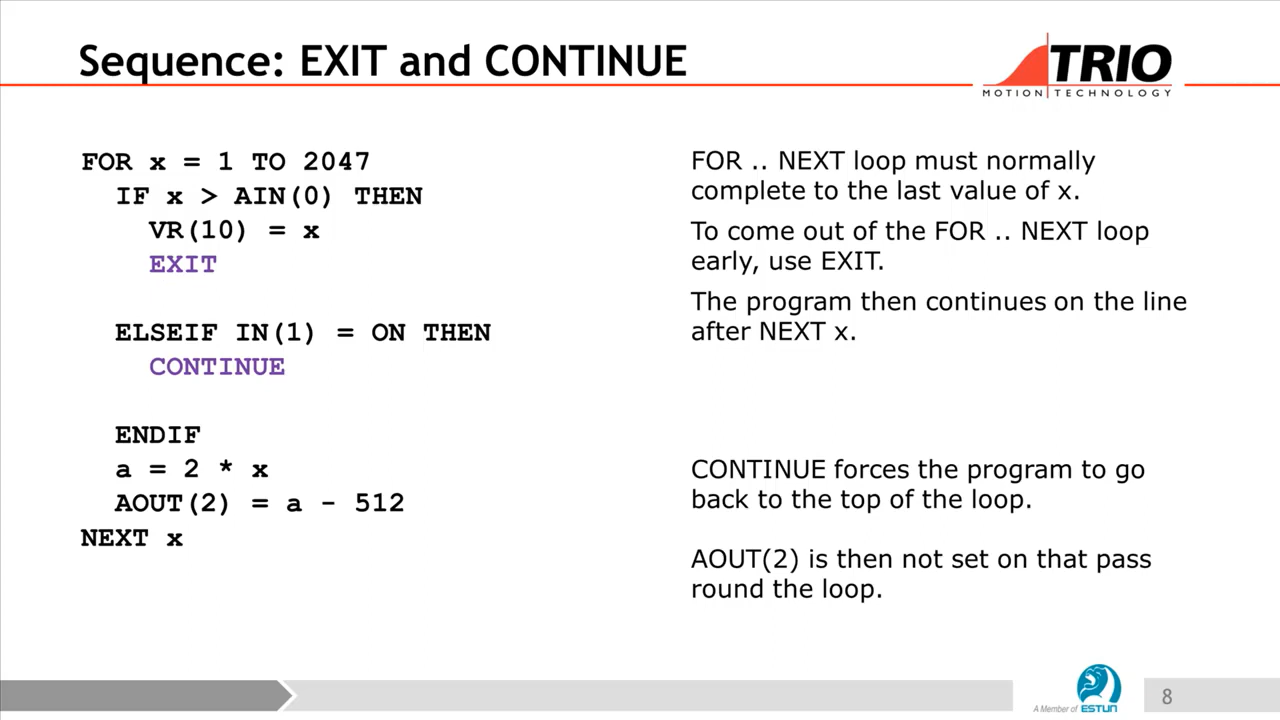 Sequence: EXIT and CONTINUE
TRIO
MOTION TECHNOLOGY
FOR x = 1 TO 2047
IF x > AIN(0) THEN
VR(10) = x
EXIT
ELSEIF IN(1) = ON THEN
CONTINUE
ENDIF
a = 2 * x
AOUT(2) = a - 512
NEXT x
FOR .. NEXT loop must normally
complete to the last value of x.
To come out of the FOR .. NEXT loop
early, use EXIT.
The program then continues on the line
after NEXT x.
CONTINUE forces the program to go
back to the top of the loop.
AOUT(2) is then not set on that pass
round the loop.
A Member of ESTUN
8